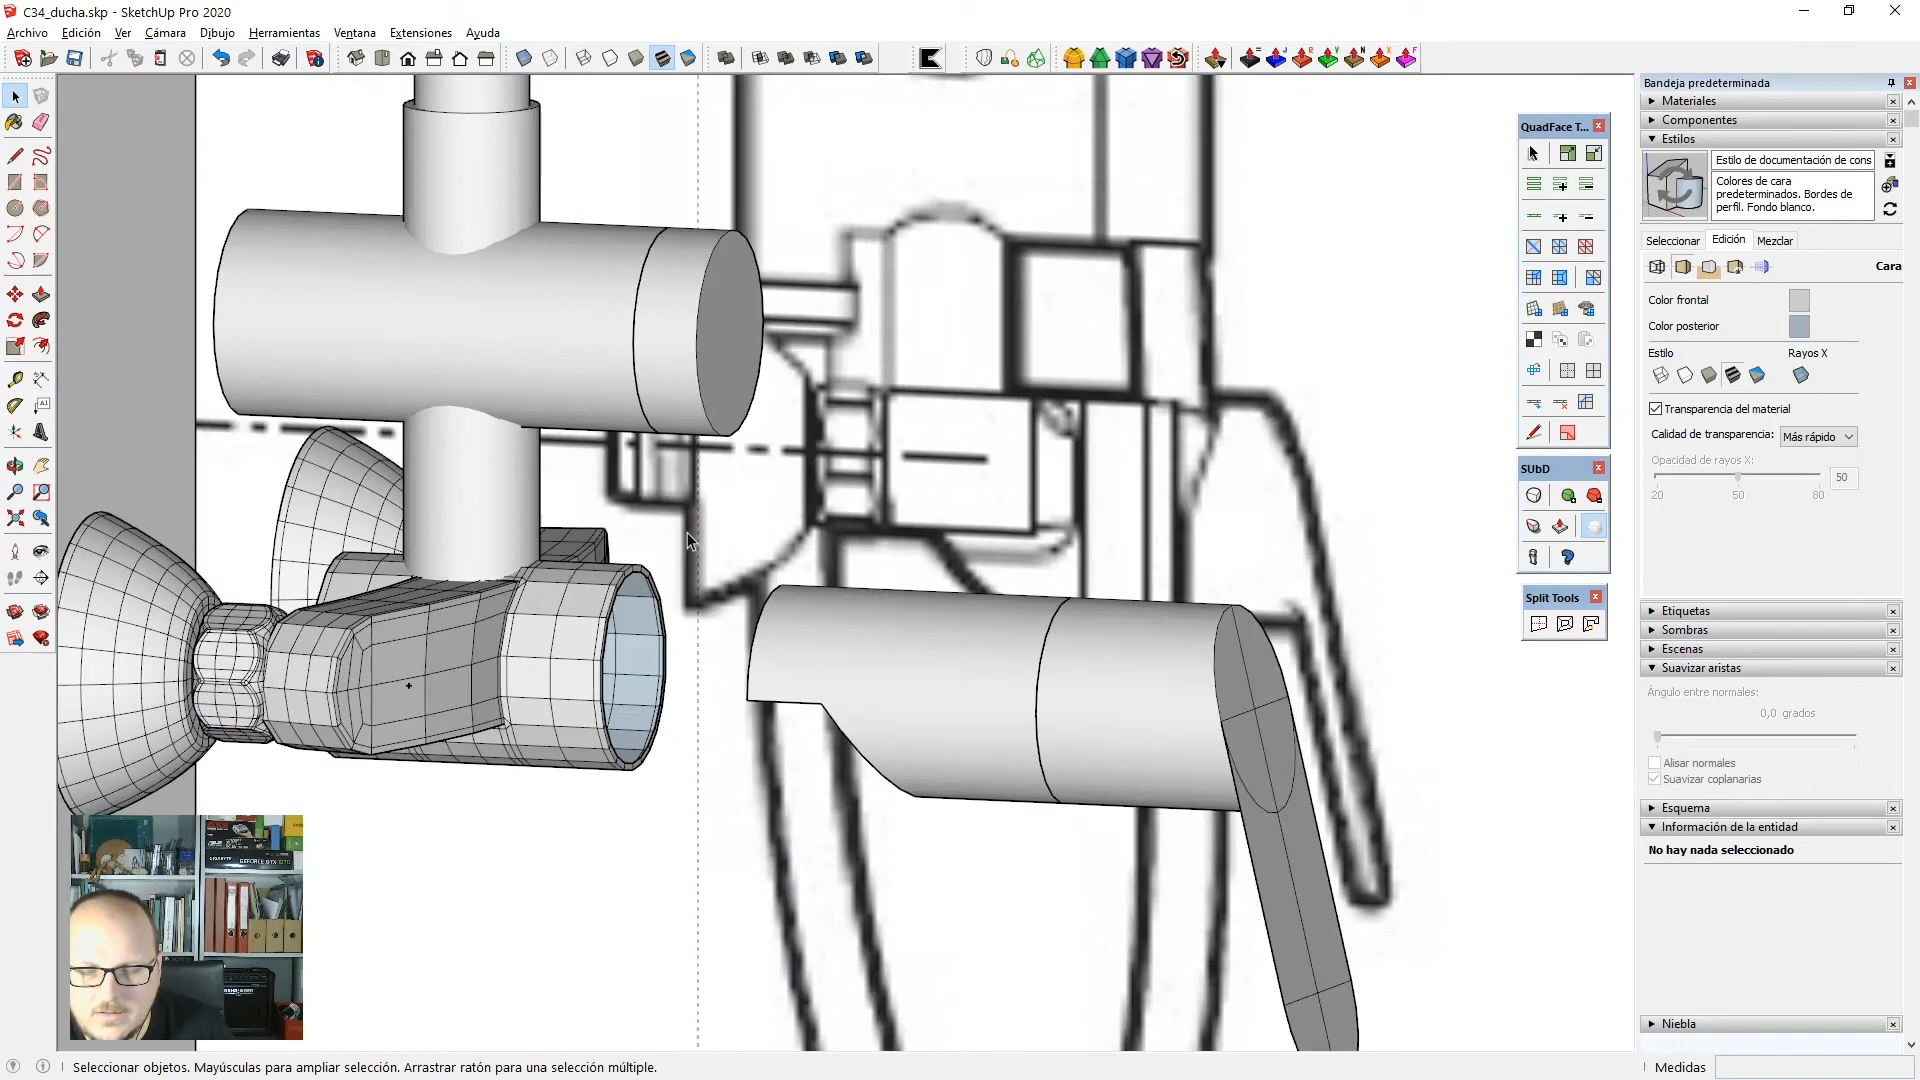 C34_ducha.skp - SketchUp Pro 2020
Archivo Edición Ver Cámara Dibujo Herramientas Ventana Extensiones Ayuda
Bandeja predeterminada
Materiales
Componentes
Estilos
Estilo de documentación de cons
Colores de cara
predeterminados. Bordes de
perfil. Fondo blanco.
Seleccionar Edición Mezclar
Cara
Color frontal
Color posterior
Estilo Rayos X
Transparencia del material
Calidad de transparencia: Más rápido
Opacidad de rayos X:
50
20 50 80
Etiquetas
Sombras
Escenas
Suavizar aristas
Ángulo entre normales:
0,0 grados
Alisar normales
Suavizar coplanarias
Esquema
Información de la entidad
No hay nada seleccionado
Niebla
QuadFace T...
SUbD
Split Tools
GIGABYTE GEFORCE GTX 1070
Seleccionar objetos. Mayúsculas para ampliar selección. Arrastrar ratón para una selección múltiple.
Medidas